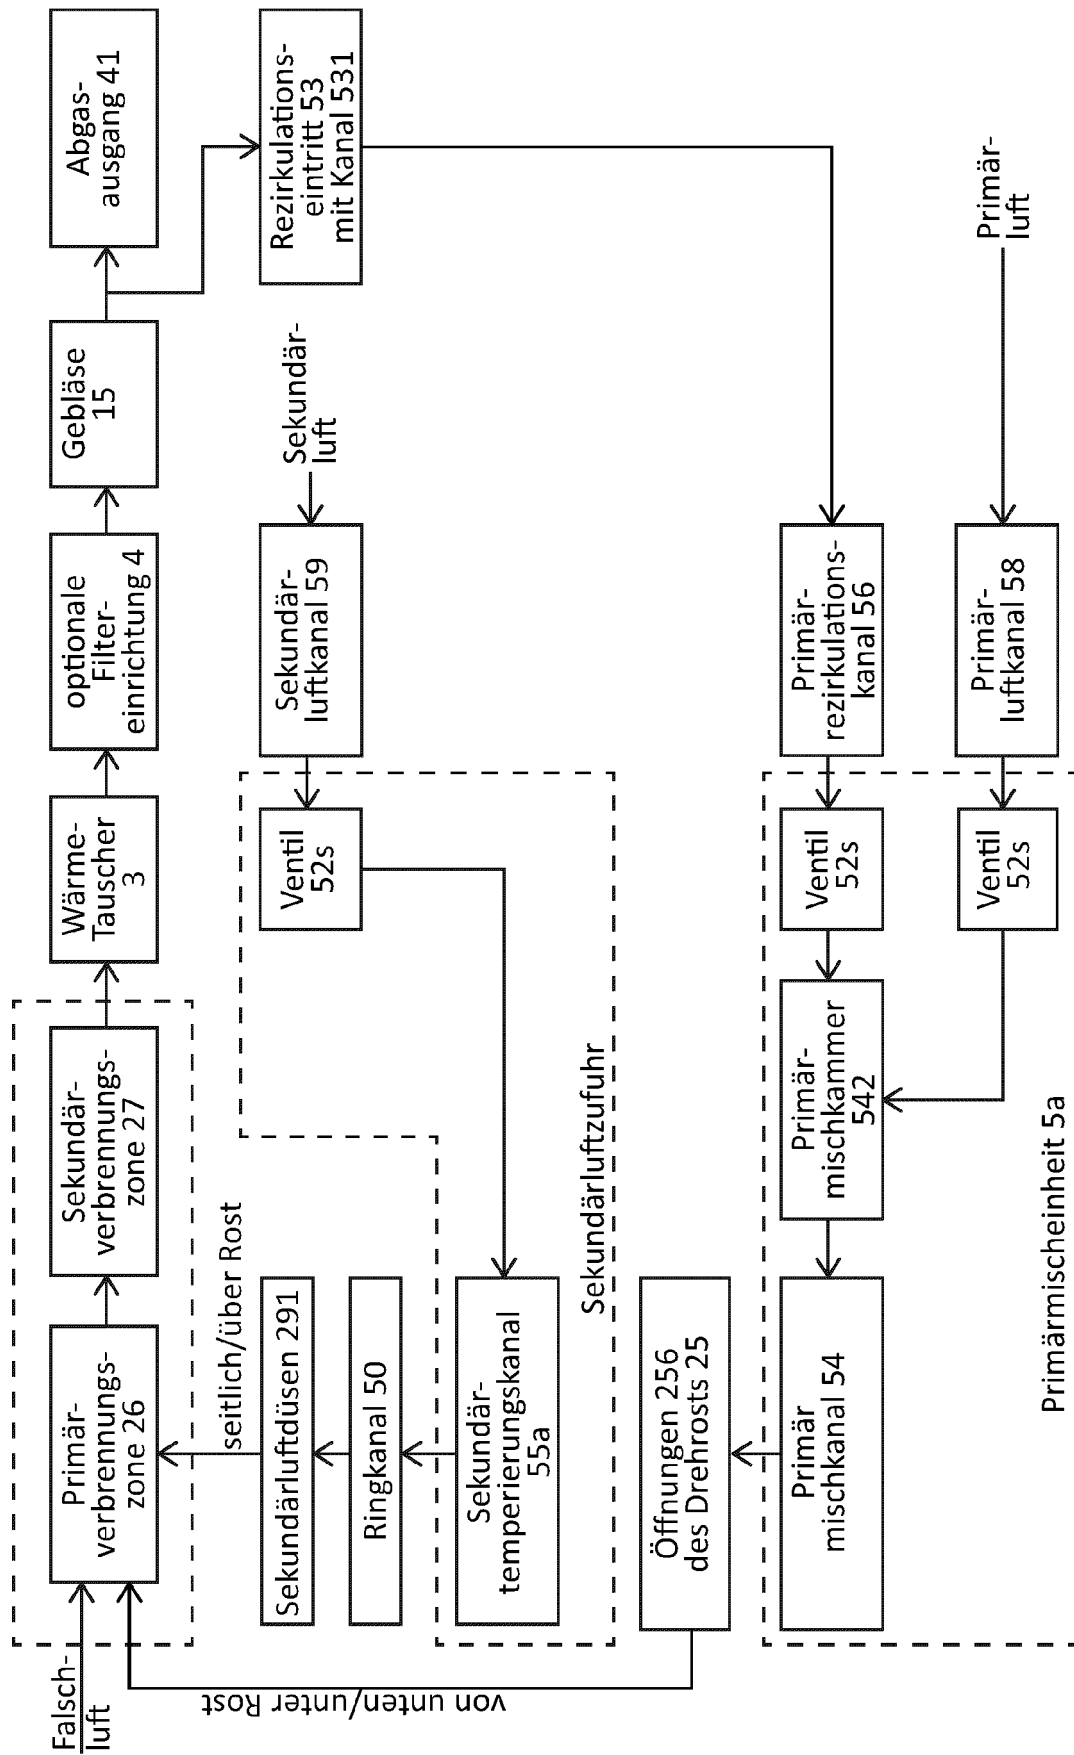 Falsch-
luft
Primär-
verbrennungs-
zone 26
Sekundär-
verbrennungs-
zone 27
Wärme-
Tauscher
3
optionale
Filter-
einrichtung 4
Gebläse
15
Abgas-
ausgang 41
seitlich/über Rost
von unten/unter Rost
Sekundärluftdüsen 291
Ringkanal 50
Sekundär-
temperierungskanal
55a
Ventil
52s
Sekundär-
luftkanal 59
Sekundär-
luft
Rezirkulations-
eintritt 53
mit Kanal 531
Sekundärluftzufuhr
Öffnungen 256
des Drehrosts 25
Primär
mischkanal 54
Primär-
mischkammer
542
Ventil
52s
Primär-
rezirkulations-
kanal 56
Ventil
52s
Primär-
luftkanal 58
Primär-
luft
Primärmischeinheit 5a